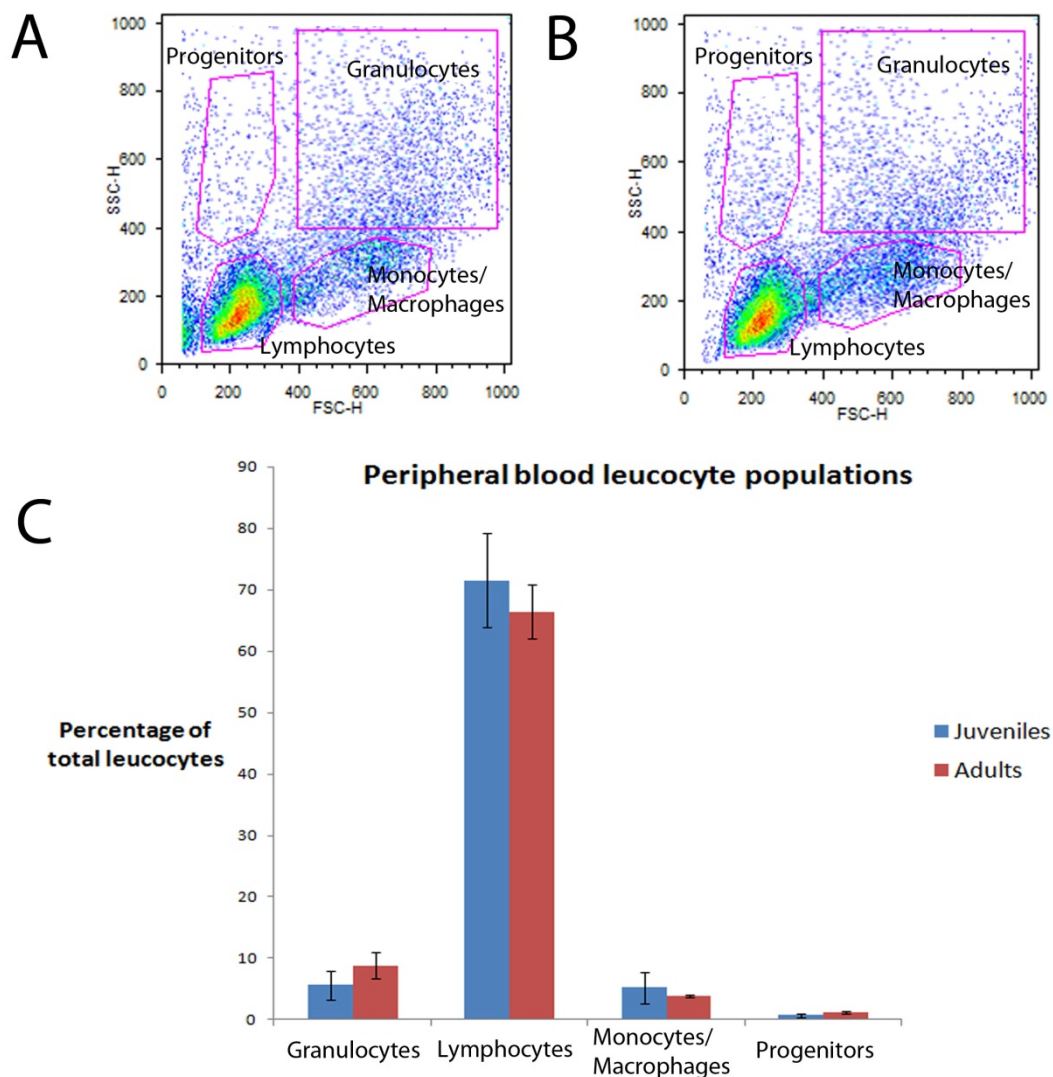 A
1000
800
600
400
200
0
SSC-H
Progenitors
Granulocytes
Monocytes/
Macrophages
Lymphocytes
0 200 400 600 800 1000
FSC-H
B
1000
800
600
400
200
0
SSC-H
Progenitors
Granulocytes
Monocytes/
Macrophages
Lymphocytes
0 200 400 600 800 1000
FSC-H
C
Peripheral blood leucocyte populations
90
80
70
60
50
40
30
20
10
0
Percentage of
total leucocytes
Juveniles
Adults
Granulocytes
Lymphocytes
Monocytes/
Macrophages
Progenitors